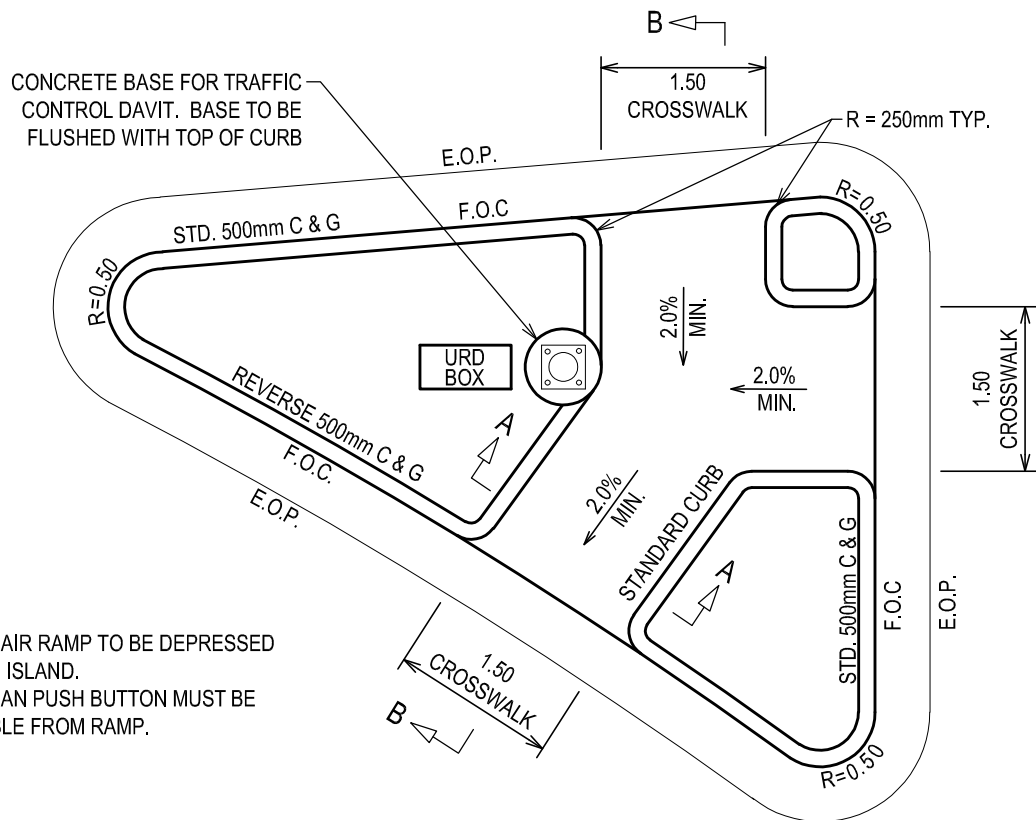 B
1.50
CROSSWALK
CONCRETE BASE FOR TRAFFIC
CONTROL DAVIT. BASE TO BE
FLUSHED WITH TOP OF CURB
R = 250mm TYP.
E.O.P.
F.O.C
STD. 500mm C & G
R=0.50
R=0.50
2.0%
MIN.
2.0%
MIN.
1.50
CROSSWALK
URD
BOX
REVERSE 500mm C & G
F.O.C.
E.O.P.
A
2.0%
MIN.
STANDARD CURB
A
STD. 500mm C & G
F.O.C
E.O.P.
AIR RAMP TO BE DEPRESSED
ISLAND.
AN PUSH BUTTON MUST BE
BLE FROM RAMP.
1.50
CROSSWALK
B
R=0.50